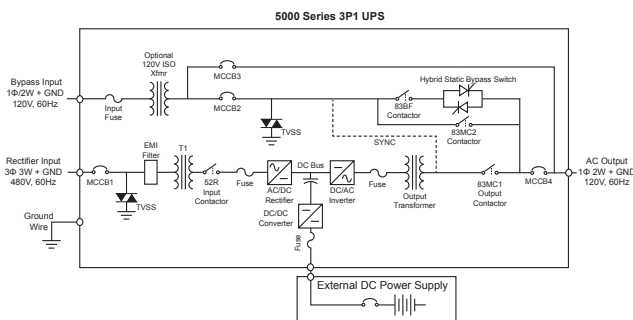 5000 Series 3P1 UPS
Optional
120V ISO
Xfmr
Bypass Input
1Φ/2W + GND
120V, 60Hz
Input
Fuse
MCCB3
MCCB2
TVSS
Hybrid Static Bypass Switch
83BF
Contactor
83MC2
Contactor
SYNC
Rectifier Input
3Φ 3W + GND
480V, 60Hz
MCCB1
TVSS
EMI
Filter
T1
52R
Input
Contactor
Fuse
AC/DC
Rectifier
DC Bus
DC/DC
Converter
Fuse
DC/AC
Inverter
Fuse
Output
Transformer
83MC1
Output
Contactor
MCCB4
AC Output
1Φ 2W + GND
120V, 60Hz
Ground
Wire
External DC Power Supply